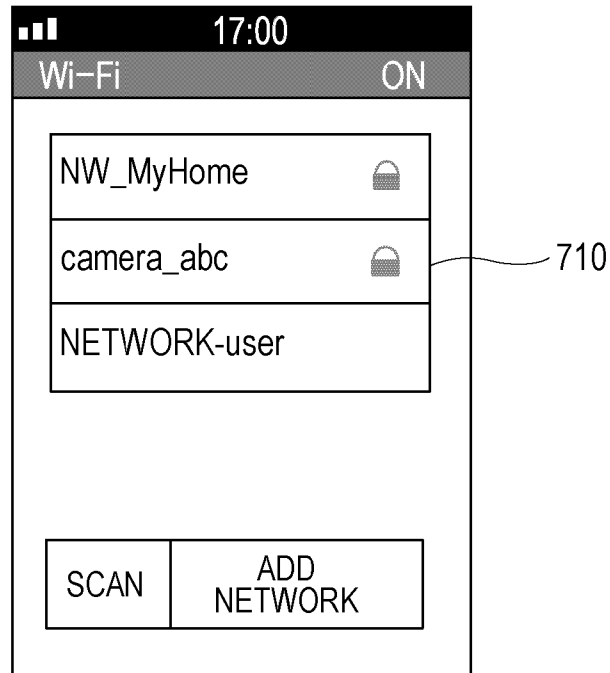 17:00
Wi-Fi ON
NW_MyHome
camera_abc
710
NETWORK-user
SCAN
ADD
NETWORK